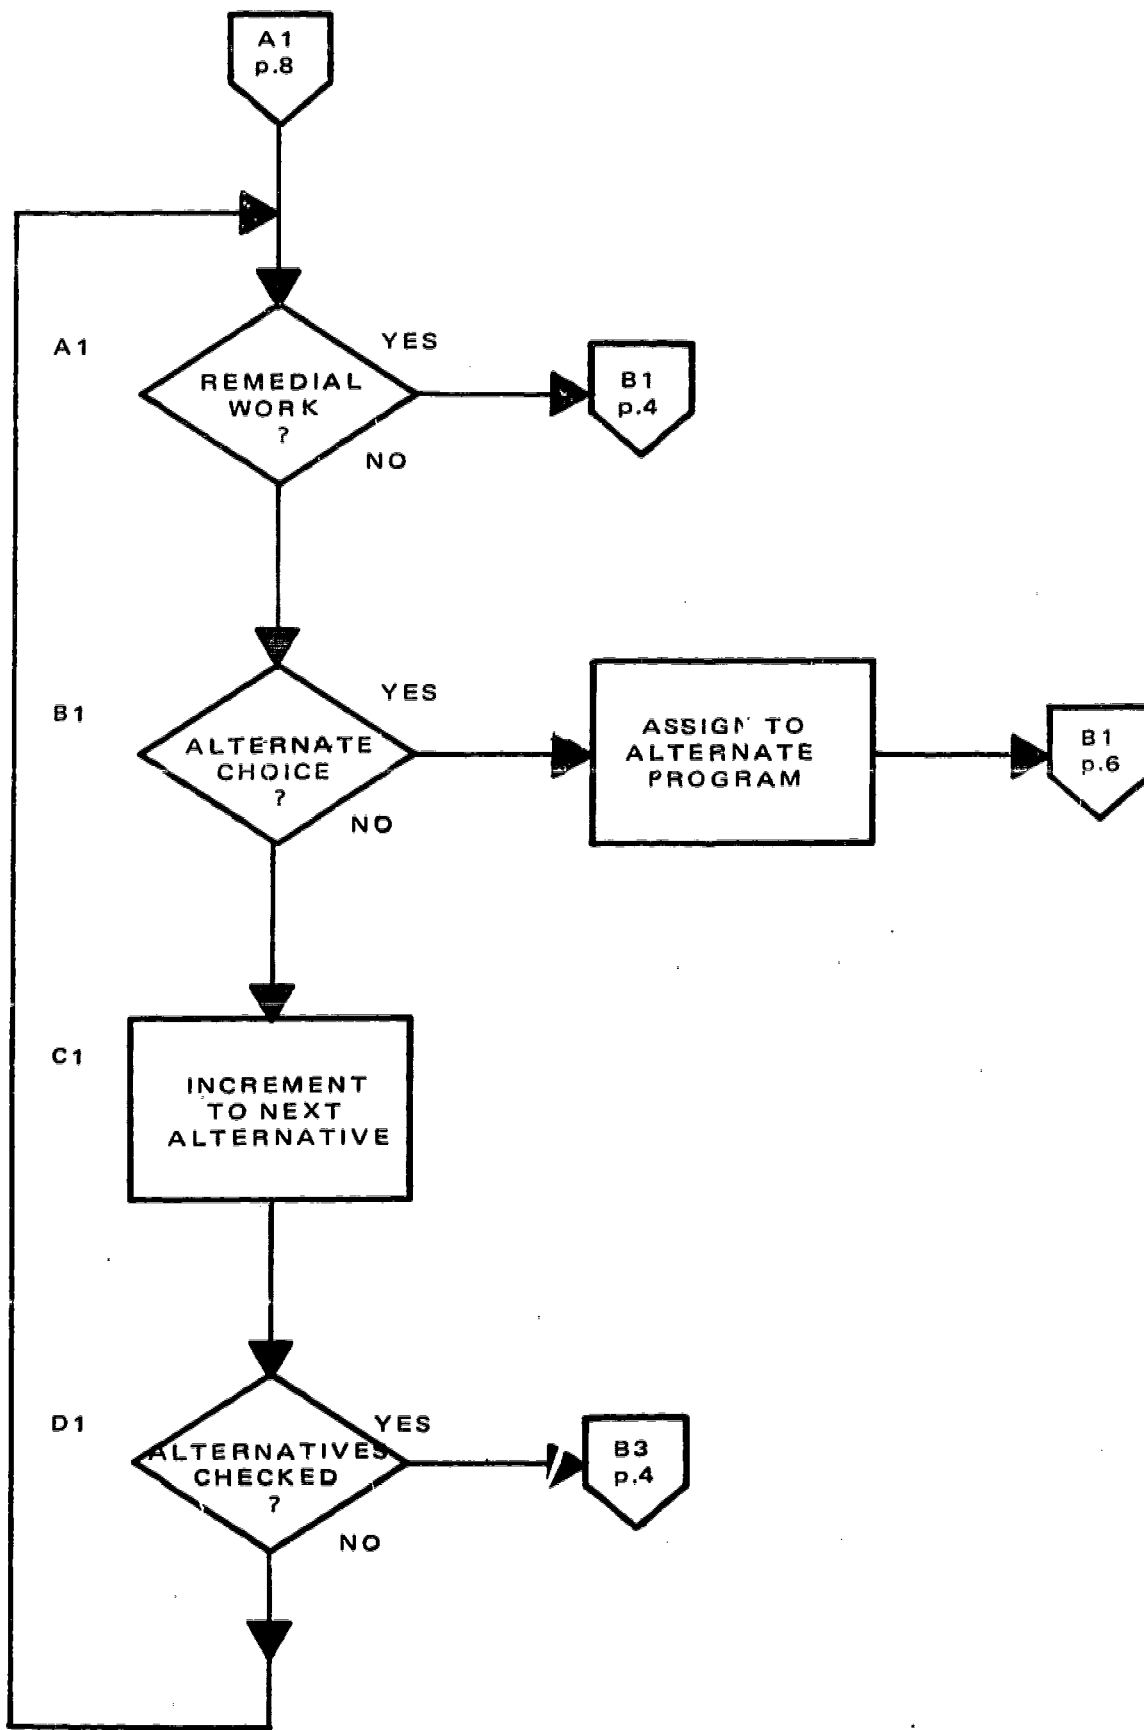 A1
p.8
A1
YES
REMEDIAL
WORK
?
NO
B1
p.4
B1
YES
ALTERNATE
CHOICE
?
NO
ASSIGN TO
ALTERNATE
PROGRAM
B1
p.6
C1
INCREMENT
TO NEXT
ALTERNATIVE
D1
YES
ALTERNATIVES
CHECKED
?
NO
B3
p.4